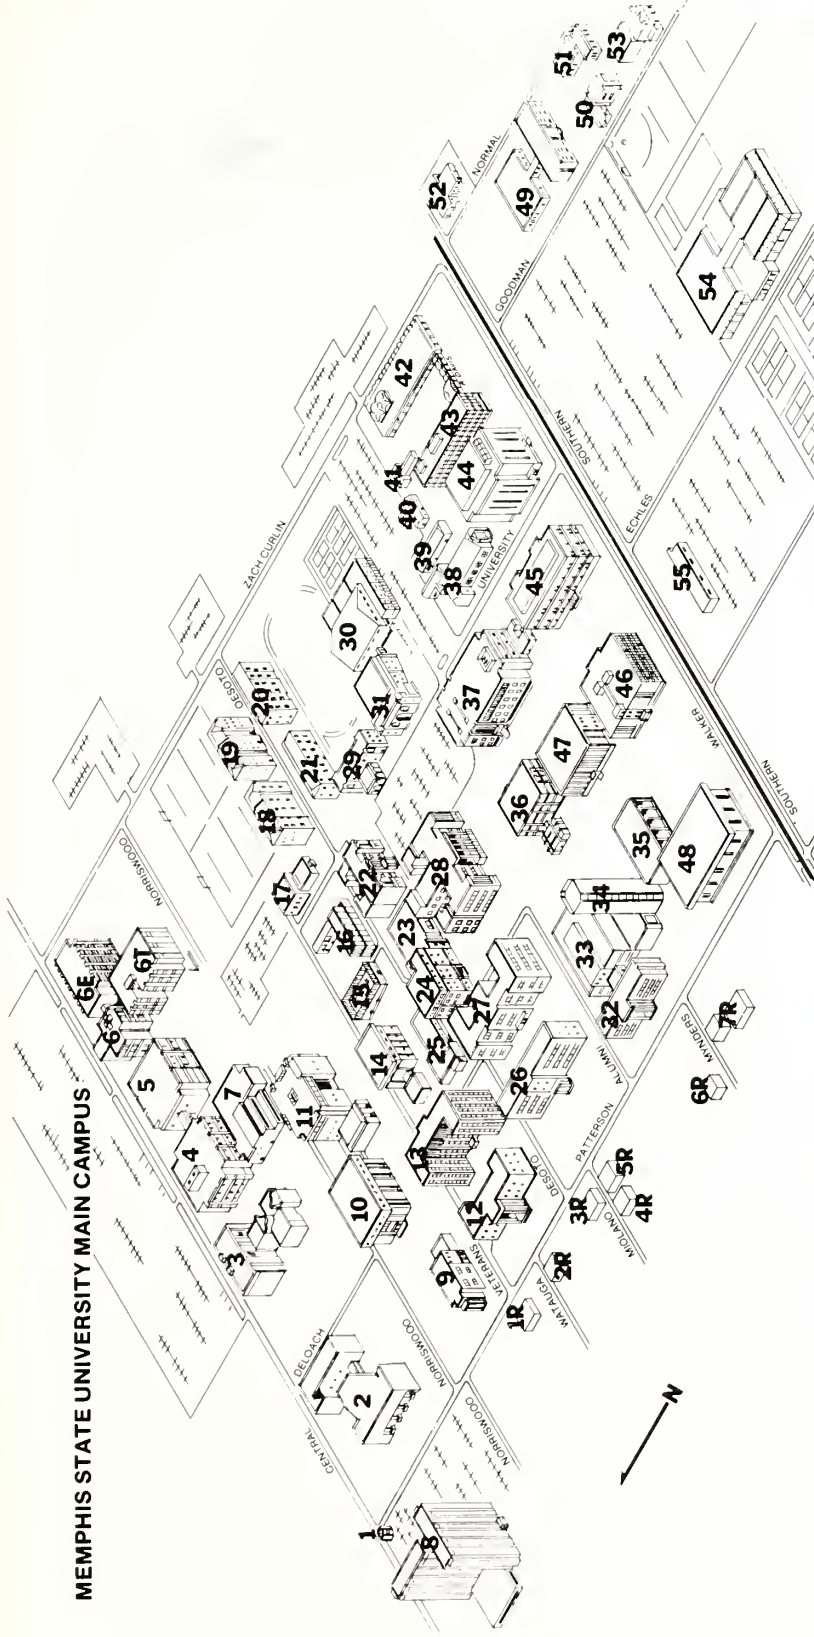 MEMPHIS STATE UNIVERSITY MAIN CAMPUS
1
2
3
4
5
6
6E
6T
7
8
9
10
11
12
13
14
15
16
17
18
19
20
21
22
23
24
25
26
27
28
29
30
31
32
33
34
35
36
37
38
39
40
41
42
43
44
45
46
47
48
49
50
51
52
53
54
55
1R
2R
3R
4R
5R
6R
7R
CENTRAL
DELOACH
NORRISWOOD
NORRISWOOD
NORRISWOOD
VETERANS
WATAUGA
MIDLAND
DESOTO
DESOTO
PATTERSON
ALUMNI
MYNDERS
ZACH CURLIN
UNIVERSITY
WALKER
SOUTHERN
SOUTHERN
ECHLES
GOODMAN
NORMAL
N